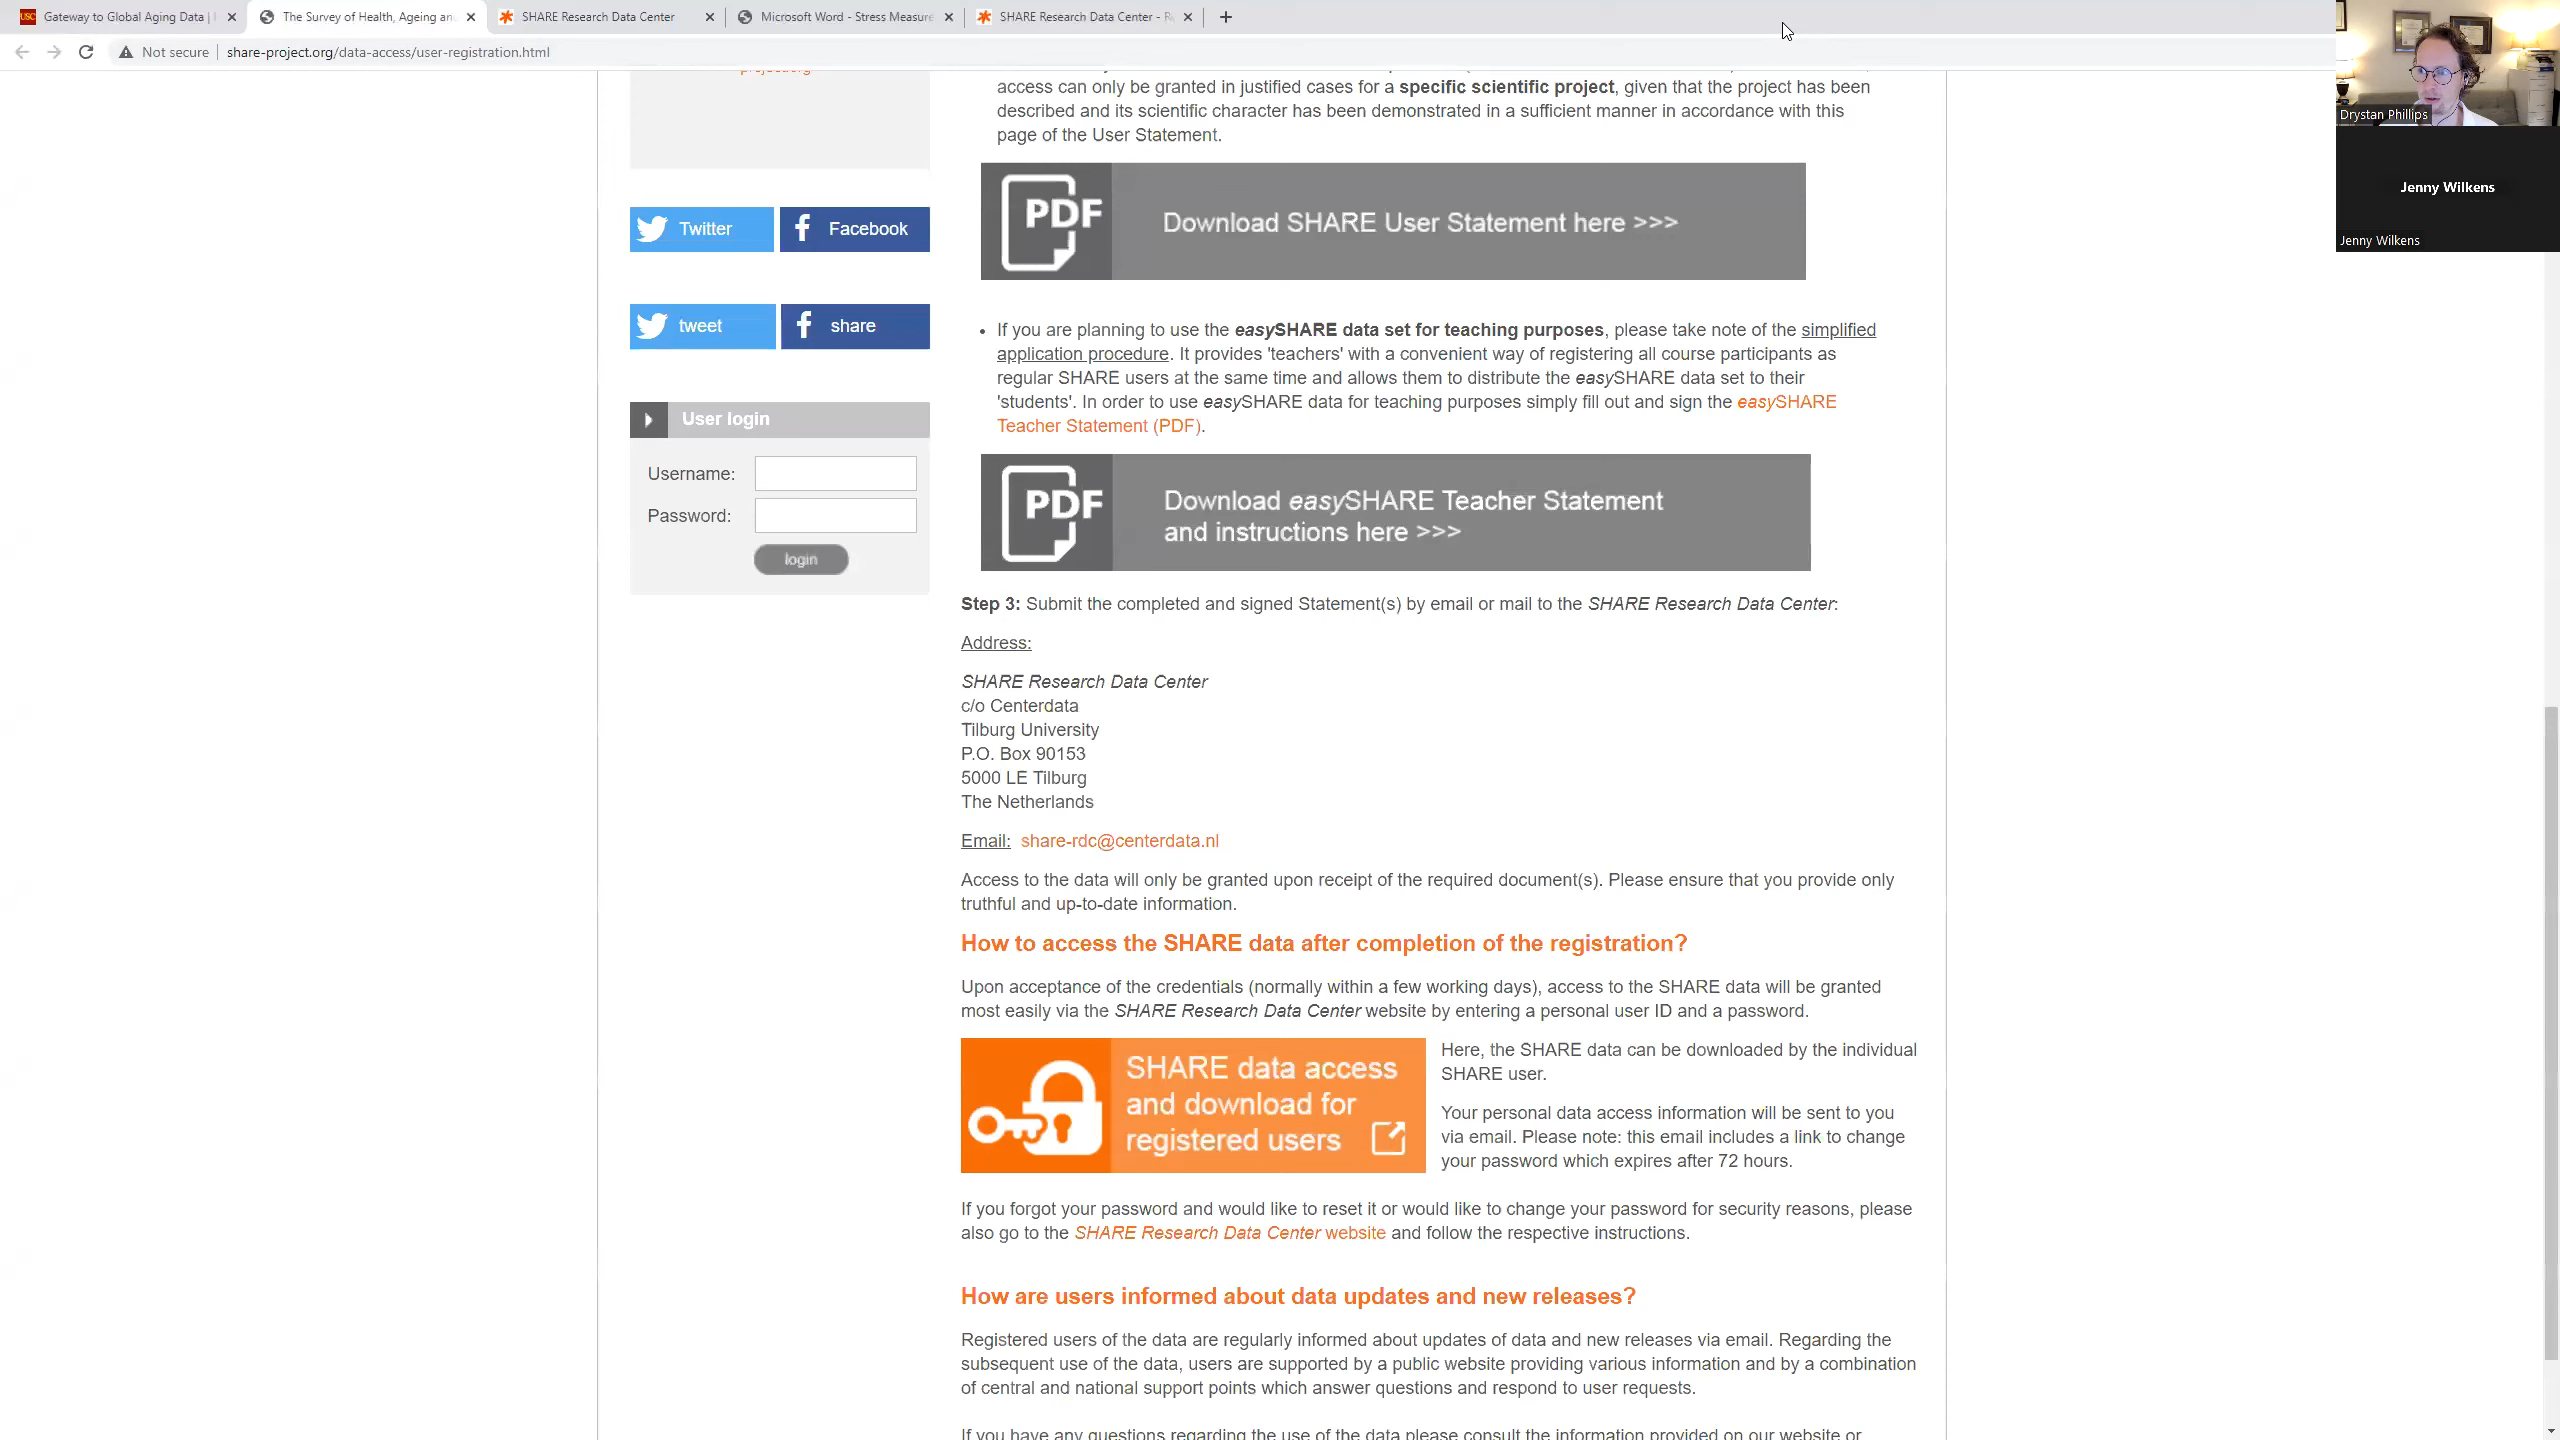 Gateway to Global Aging Data |
The Survey of Health, Ageing an
SHARE Research Data Center
Microsoft Word - Stress Measure
SHARE Research Data Center - R
Not secure
share-project.org/data-access/user-registration.html
access can only be granted in justified cases for a specific scientific project, given that the project has been
described and its scientific character has been demonstrated in a sufficient manner in accordance with this
page of the User Statement.
Twitter
Facebook
tweet
share
User login
Username:
Password:
login
PDF
Download SHARE User Statement here >>>
• If you are planning to use the easySHARE data set for teaching purposes, please take note of the simplified
application procedure. It provides 'teachers' with a convenient way of registering all course participants as
regular SHARE users at the same time and allows them to distribute the easySHARE data set to their
'students'. In order to use easySHARE data for teaching purposes simply fill out and sign the easySHARE
Teacher Statement (PDF).
PDF
Download easySHARE Teacher Statement
and instructions here >>>
Step 3: Submit the completed and signed Statement(s) by email or mail to the SHARE Research Data Center:
Address:
SHARE Research Data Center
c/o Centerdata
Tilburg University
P.O. Box 90153
5000 LE Tilburg
The Netherlands
Email: share-rdc@centerdata.nl
Access to the data will only be granted upon receipt of the required document(s). Please ensure that you provide only
truthful and up-to-date information.
How to access the SHARE data after completion of the registration?
Upon acceptance of the credentials (normally within a few working days), access to the SHARE data will be granted
most easily via the SHARE Research Data Center website by entering a personal user ID and a password.
SHARE data access
and download for
registered users
Here, the SHARE data can be downloaded by the individual
SHARE user.
Your personal data access information will be sent to you
via email. Please note: this email includes a link to change
your password which expires after 72 hours.
If you forgot your password and would like to reset it or would like to change your password for security reasons, please
also go to the SHARE Research Data Center website and follow the respective instructions.
How are users informed about data updates and new releases?
Registered users of the data are regularly informed about updates of data and new releases via email. Regarding the
subsequent use of the data, users are supported by a public website providing various information and by a combination
of central and national support points which answer questions and respond to user requests.
If you have any questions regarding the use of the data please consult the information provided on our website or
Drystan Phillips
Jenny Wilkens
Jenny Wilkens